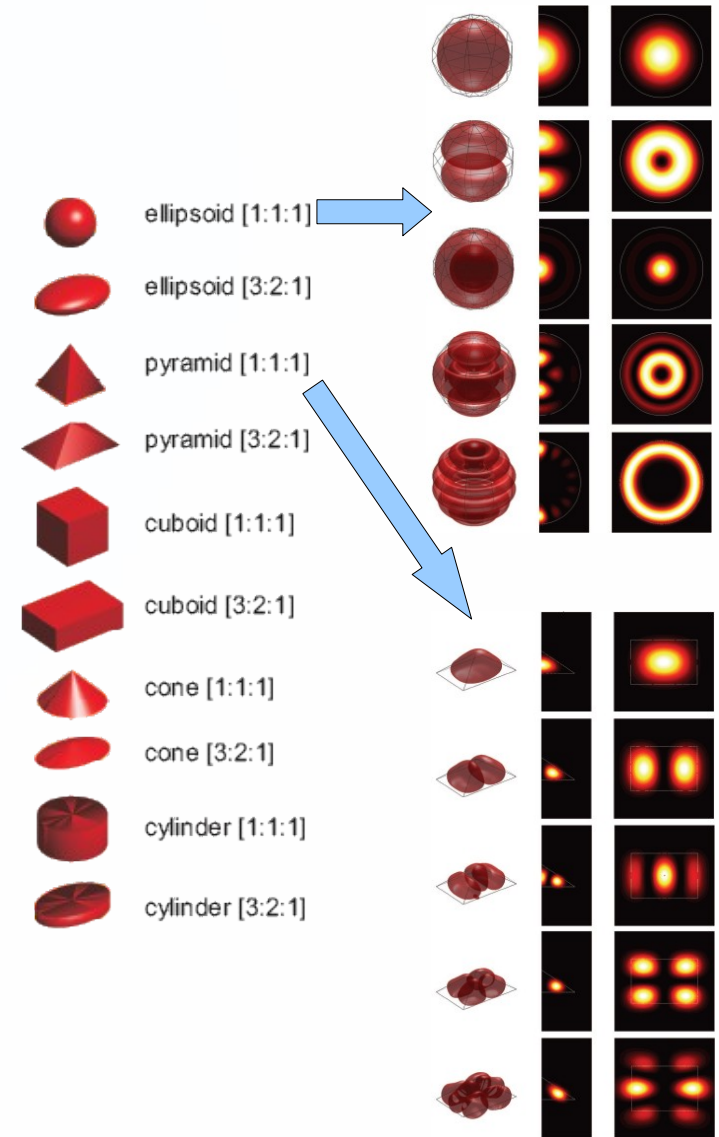 ellipsoid [1:1:1]
ellipsoid [3:2:1]
pyramid [1:1:1]
pyramid [3:2:1]
cuboid [1:1:1]
cuboid [3:2:1]
cone [1:1:1]
cone [3:2:1]
cylinder [1:1:1]
cylinder [3:2:1]